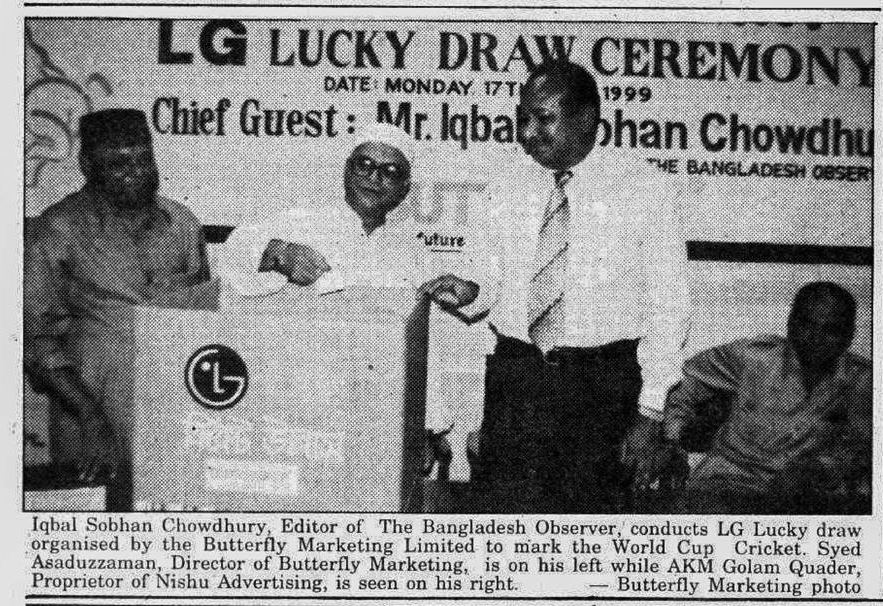 LG LUCKY DRAW CEREMONY
DATE: MONDAY, 17T 1999
Chief Guest: Mr. Iqbal obhan Chowdhu
THE BANGLADESH OBSER
UT
future
LG
Iqbal Sobhan Chowdhury, Editor of The Bangladesh Observer, conducts LG Lucky draw
organised by the Butterfly Marketing Limited to mark the World Cup Cricket. Syed
Asaduzzaman, Director of Butterfly Marketing, is on his left while AKM Golam Quader,
Proprietor of Nishu Advertising, is seen on his right. — Butterfly Marketing photo